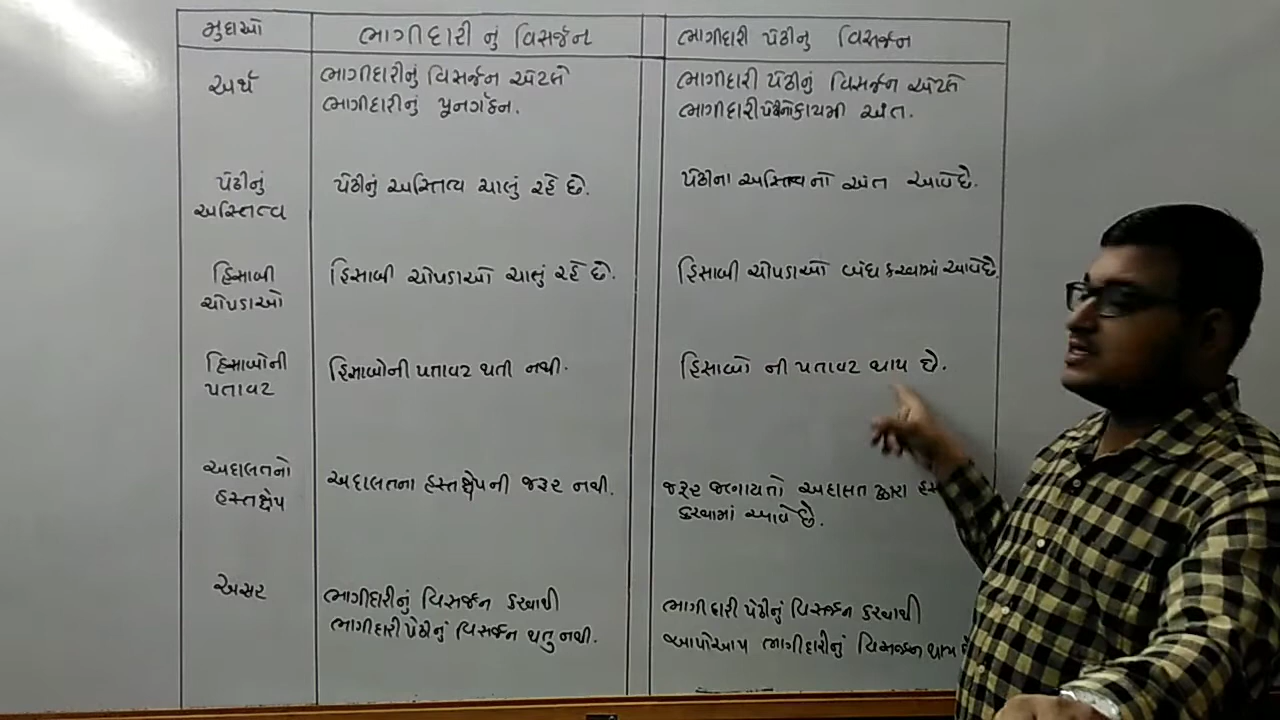 મુદ્દાઓ
ભાગીદારી નું વિસર્જન
ભાગીદારી પેઢીનુ વિસર્જન
અર્થ
ભાગીદારીનું વિસર્જન એટલે
ભાગીદારીનું પુનર્ગઠન.
ભાગીદારી પેઢીનું વિસર્જન એટલે
ભાગીદારી પેઢીનો કાયમી અંત.
પેઢીનું
અસ્તિત્વ
પેઢીનું અસ્તિત્વ ચાલું રહે છે.
પેઢીના અસ્તિત્વ નો અંત આવે છે.
હિસાબી
ચોપડાઓ
હિસાબી ચોપડાઓ ચાલું રહે છે.
હિસાબી ચોપડાઓ બંધ કરવામાં આવે છે.
હિસાબોની
પતાવટ
હિસાબોની પતાવટ થતી નથી.
હિસાબો ની પતાવટ થાય છે.
અદાલતનો
હસ્તક્ષેપ
અદાલતના હસ્તક્ષેપની જરૂર નથી.
જરૂર જણાય તો અદાલત દ્વારા હસ
કરવામાં આવે છે.
અસર
ભાગીદારીનું વિસર્જન કરવાથી
ભાગીદારી પેઢીનું વિસર્જન થતુ નથી.
ભાગીદારી પેઢીનું વિસર્જન કરવાથી
આપોઆપ ભાગીદારીનું વિસર્જન થાય છે